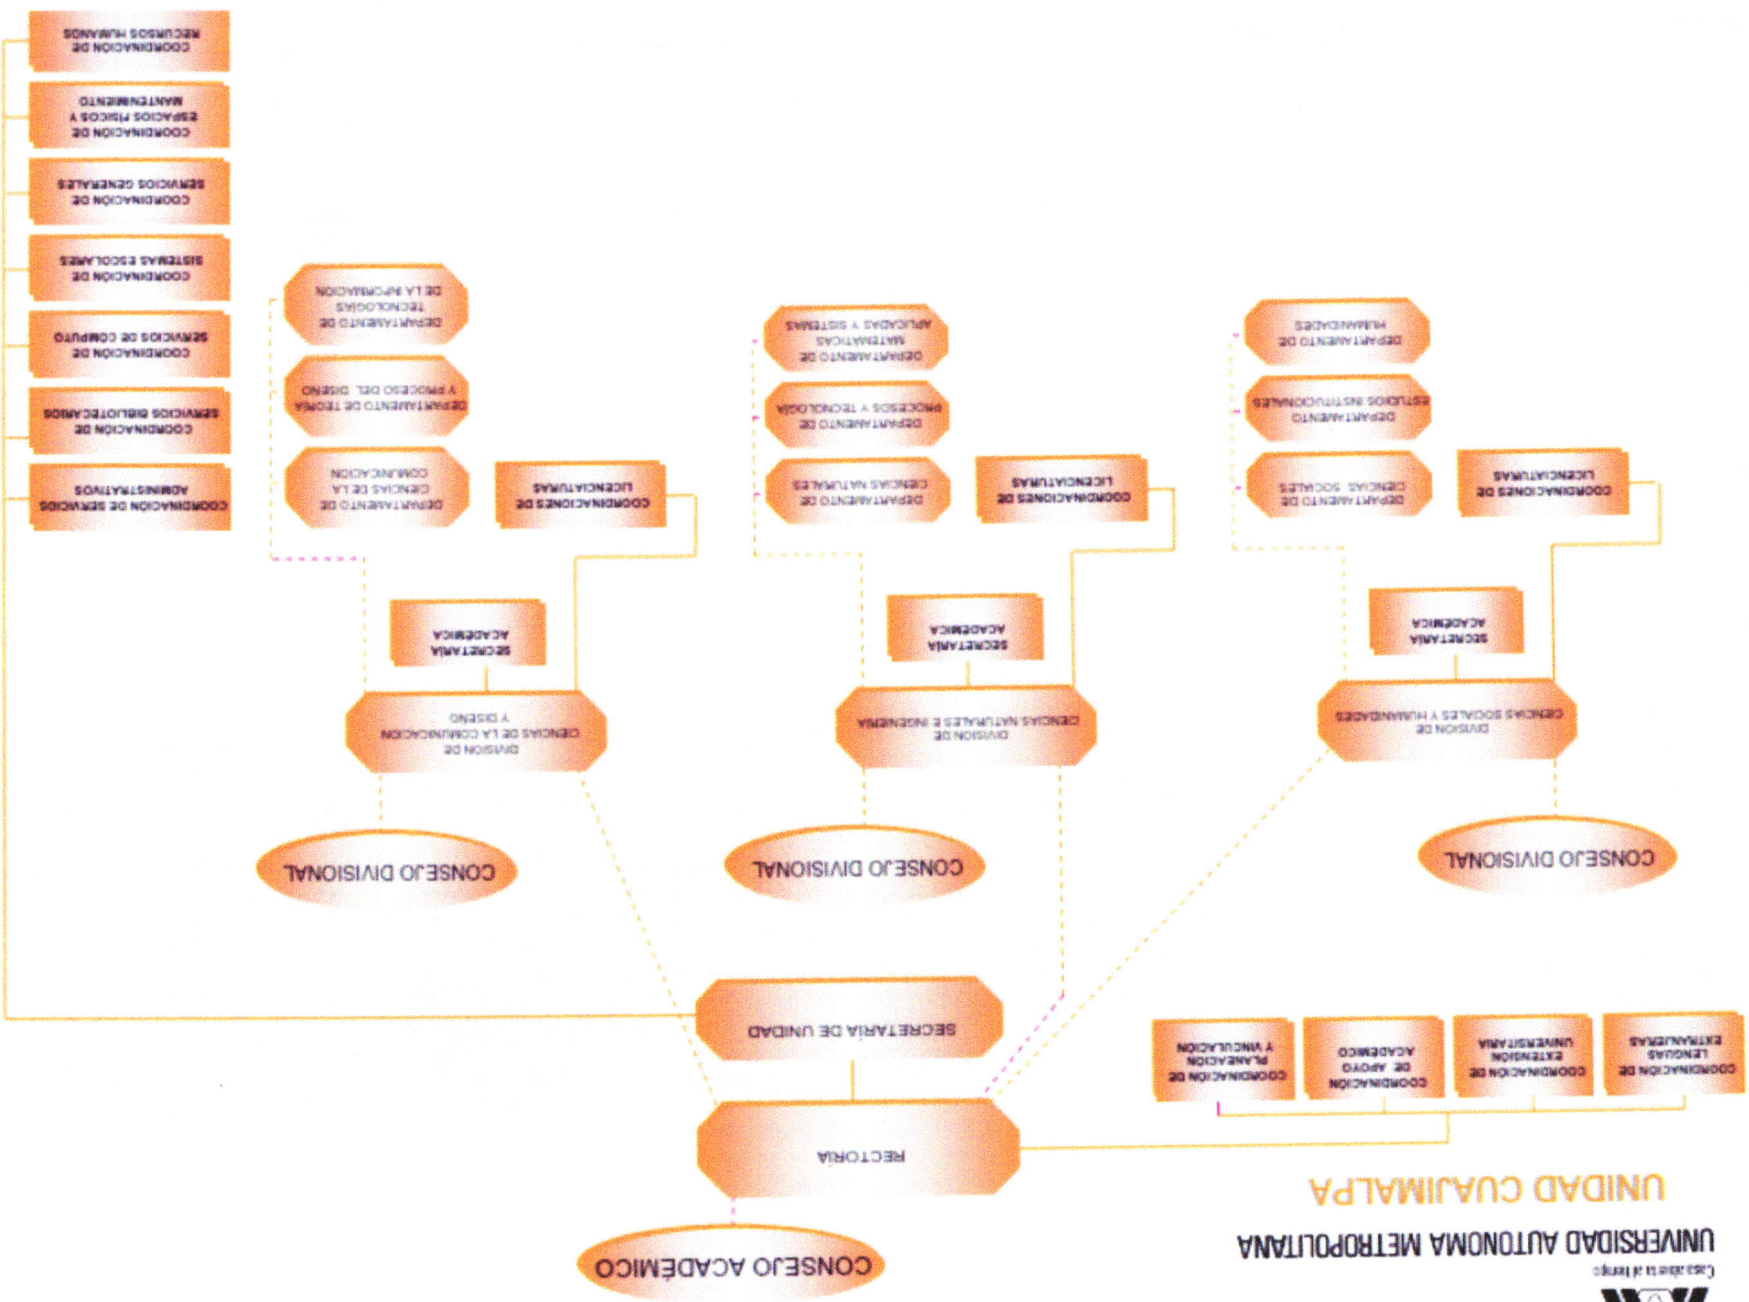 Casa abierta al tiempo
UNIVERSIDAD AUTONOMA METROPOLITANA
UNIDAD CUAJIMALPA
CONSEJO ACADÉMICO
RECTORÍA
COORDINACIÓN DE
LENGUAS
EXTRANJERAS
COORDINACIÓN DE
EXTENSIÓN
UNIVERSITARIA
COORDINACIÓN
DE APOYO
ACADÉMICO
COORDINACIÓN DE
PLANEACIÓN
Y VINCULACIÓN
SECRETARÍA DE UNIDAD
CONSEJO DIVISIONAL
CONSEJO DIVISIONAL
CONSEJO DIVISIONAL
DIVISIÓN DE
CIENCIAS SOCIALES Y HUMANIDADES
DIVISIÓN DE
CIENCIAS NATURALES E INGENIERÍA
DIVISIÓN DE
CIENCIAS DE LA COMUNICACIÓN
Y DISEÑO
SECRETARÍA
ACADÉMICA
SECRETARÍA
ACADÉMICA
SECRETARÍA
ACADÉMICA
COORDINACIONES DE
LICENCIATURAS
DEPARTAMENTO DE
CIENCIAS SOCIALES
DEPARTAMENTO
ESTUDIOS INSTITUCIONALES
DEPARTAMENTO DE
HUMANIDADES
COORDINACIONES DE
LICENCIATURAS
DEPARTAMENTO DE
CIENCIAS NATURALES
DEPARTAMENTO DE
PROCESOS Y TECNOLOGÍA
DEPARTAMENTO DE
MATEMÁTICAS
APLICADAS Y SISTEMAS
COORDINACIONES DE
LICENCIATURAS
DEPARTAMENTO DE
CIENCIAS DE LA
COMUNICACIÓN
DEPARTAMENTO DE TEORÍA
Y PROCESO DEL DISEÑO
DEPARTAMENTO DE
TECNOLOGÍAS
DE LA INFORMACIÓN
COORDINACIÓN DE SERVICIOS
ADMINISTRATIVOS
COORDINACIÓN DE
SERVICIOS BIBLIOTECARIOS
COORDINACIÓN DE
SERVICIOS DE COMPUTO
COORDINACIÓN DE
SISTEMAS ESCOLARES
COORDINACIÓN DE
SERVICIOS GENERALES
COORDINACIÓN DE
ESPACIOS FÍSICOS Y
MANTENIMIENTO
COORDINACIÓN DE
RECURSOS HUMANOS